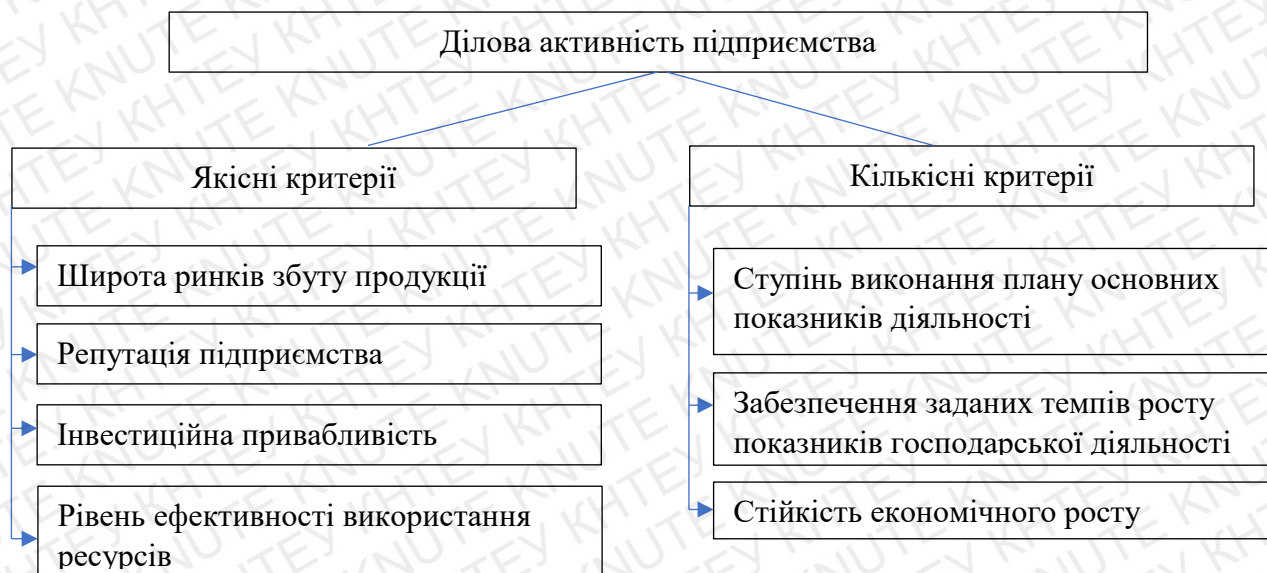 Ділова активність підприємства
Якісні критерії
Широта ринків збуту продукції
Репутація підприємства
Інвестиційна привабливість
Рівень ефективності використання
ресурсів
Кількісні критерії
Ступінь виконання плану основних
показників діяльності
Забезпечення заданих темпів росту
показників господарської діяльності
Стійкість економічного росту